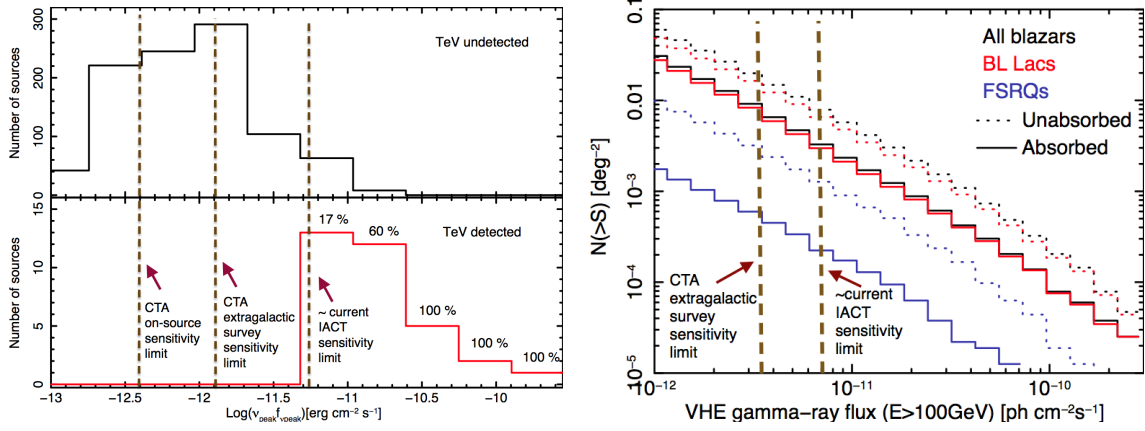 Number of sources
300
200
100
0
TeV undetected
Number of sources
15
10
5
0
17 %
60 %
100 %
100 %
100%
TeV detected
CTA
on-source
sensitivity
limit
CTA
extragalactic
survey
sensitivity
limit
~ current
IACT
sensitivity
limit
−13
−12.5
−12
−11.5
−11
−10.5
−10
Log(ν_peak f_νpeak)[erg cm⁻² s⁻¹]
N(>S) [deg⁻²]
0.1
0.01
10⁻³
10⁻⁴
10⁻⁵
All blazars
BL Lacs
FSRQs
Unabsorbed
Absorbed
CTA
extragalactic
survey
sensitivity
limit
~current
IACT
sensitivity
limit
10⁻¹²
10⁻¹¹
10⁻¹⁰
VHE gamma−ray flux (E>100GeV) [ph cm⁻²s⁻¹]